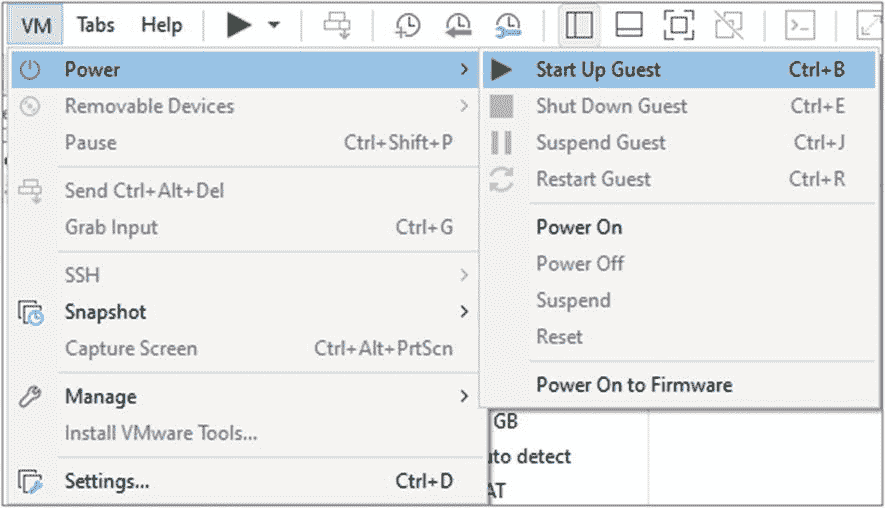 VM Tabs Help
Power
Removable Devices
Pause Ctrl+Shift+P
Send Ctrl+Alt+Del
Grab Input Ctrl+G
SSH
Snapshot
Capture Screen Ctrl+Alt+PrtScn
Manage
Install VMware Tools...
Settings... Ctrl+D
Start Up Guest Ctrl+B
Shut Down Guest Ctrl+E
Suspend Guest Ctrl+J
Restart Guest Ctrl+R
Power On
Power Off
Suspend
Reset
Power On to Firmware
GB
uto detect
AT